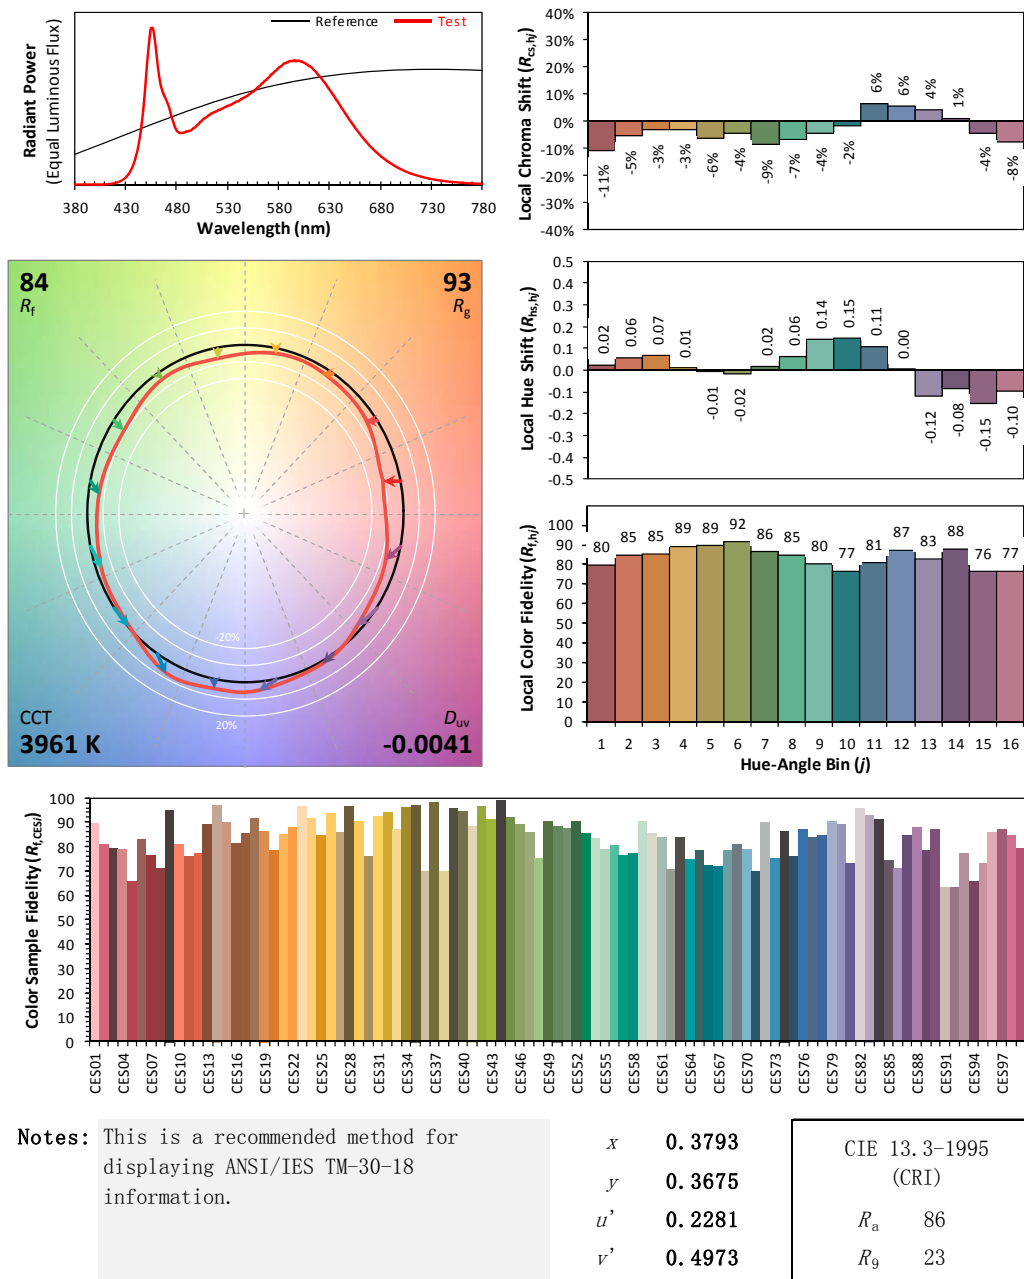 Reference
Test
Radiant Power
(Equal Luminous Flux)
380 430 480 530 580 630 680 730 780
Wavelength (nm)
Local Chroma Shift (Rcs,hj)
40%
30%
20%
10%
0%
-10%
-20%
-30%
-40%
-11% -5% -3% -3% -6% -4% -9% -7% -4% -2% 6% 6% 4% 1% -4% -8%
84
Rf
93
Rg
-20%
20%
CCT
3961 K
Duv
-0.0041
Local Hue Shift (Rhs,hj)
0.5
0.4
0.3
0.2
0.1
0.0
-0.1
-0.2
-0.3
-0.4
-0.5
0.02 0.06 0.07 0.01 -0.01 -0.02 0.02 0.06 0.14 0.15 0.11 0.00 -0.12 -0.08 -0.15 -0.10
Local Color Fidelity (Rf,hj)
100
90
80
70
60
50
40
30
20
10
0
80 85 85 89 89 92 86 85 80 77 81 87 83 88 76 77
1 2 3 4 5 6 7 8 9 10 11 12 13 14 15 16
Hue-Angle Bin (j)
Color Sample Fidelity (Rf,CESi)
100
90
80
70
60
50
40
30
20
10
0
CES01 CES04 CES07 CES10 CES13 CES16 CES19 CES22 CES25 CES28 CES31 CES34 CES37 CES40 CES43 CES46 CES49 CES52 CES55 CES58 CES61 CES64 CES67 CES70 CES73 CES76 CES79 CES82 CES85 CES88 CES91 CES94 CES97
Notes: This is a recommended method for
displaying ANSI/IES TM-30-18
information.
x 0.3793
y 0.3675
u' 0.2281
v' 0.4973
CIE 13.3-1995
(CRI)
Ra 86
R9 23